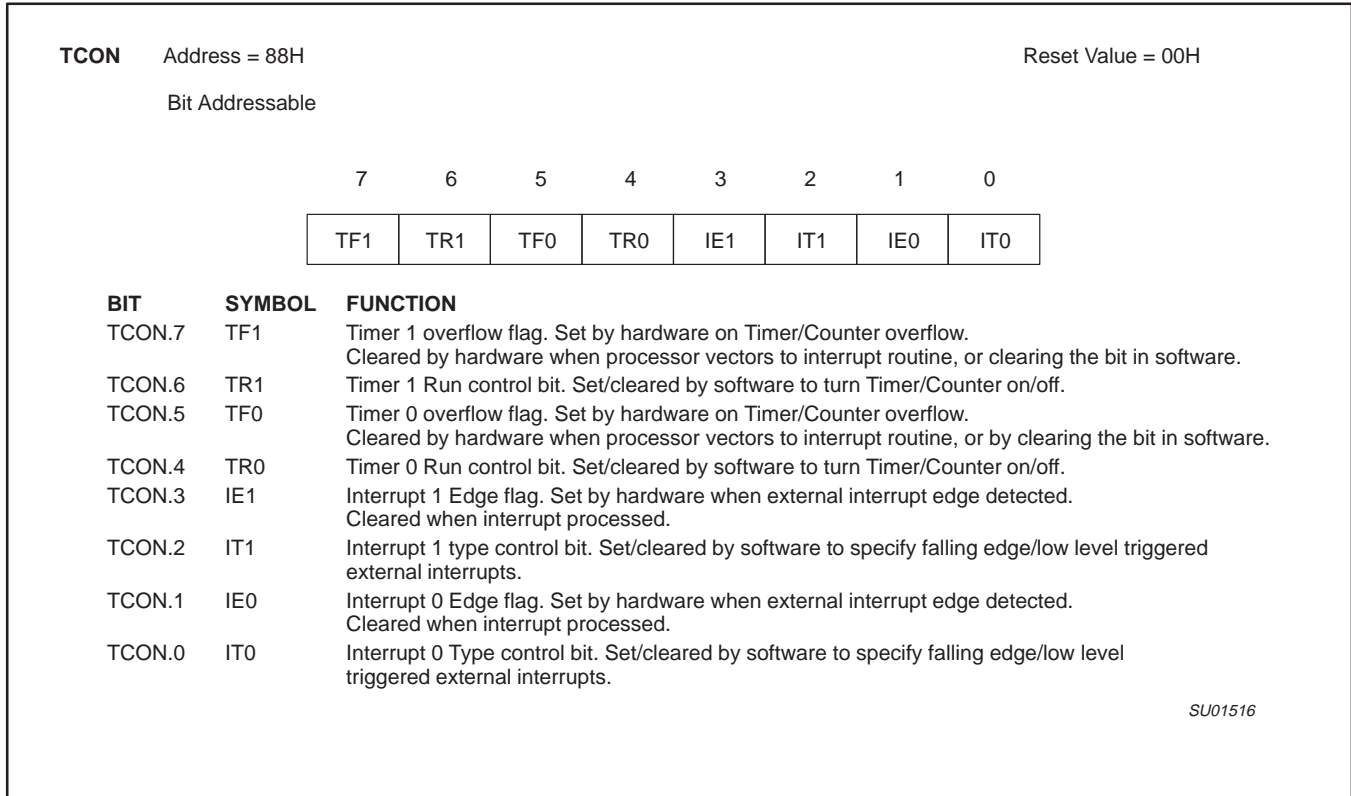 TCON Address = 88H Reset Value = 00H
Bit Addressable
7 6 5 4 3 2 1 0
TF1 TR1 TF0 TR0 IE1 IT1 IE0 IT0
BIT SYMBOL FUNCTION
TCON.7 TF1 Timer 1 overflow flag. Set by hardware on Timer/Counter overflow.
Cleared by hardware when processor vectors to interrupt routine, or clearing the bit in software.
TCON.6 TR1 Timer 1 Run control bit. Set/cleared by software to turn Timer/Counter on/off.
TCON.5 TF0 Timer 0 overflow flag. Set by hardware on Timer/Counter overflow.
Cleared by hardware when processor vectors to interrupt routine, or by clearing the bit in software.
TCON.4 TR0 Timer 0 Run control bit. Set/cleared by software to turn Timer/Counter on/off.
TCON.3 IE1 Interrupt 1 Edge flag. Set by hardware when external interrupt edge detected.
Cleared when interrupt processed.
TCON.2 IT1 Interrupt 1 type control bit. Set/cleared by software to specify falling edge/low level triggered
external interrupts.
TCON.1 IE0 Interrupt 0 Edge flag. Set by hardware when external interrupt edge detected.
Cleared when interrupt processed.
TCON.0 IT0 Interrupt 0 Type control bit. Set/cleared by software to specify falling edge/low level
triggered external interrupts.
SU01516